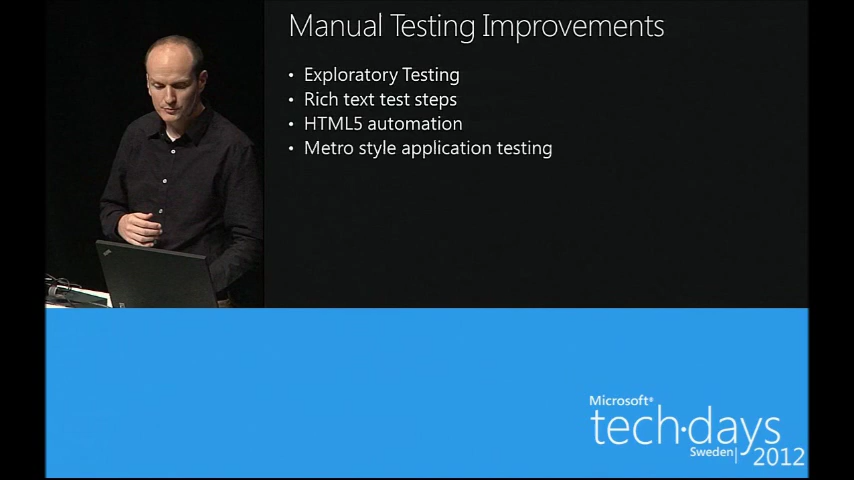 Manual Testing Improvements
• Exploratory Testing
• Rich text test steps
• HTML5 automation
• Metro style application testing
Microsoft®
tech·days
Sweden|
2012